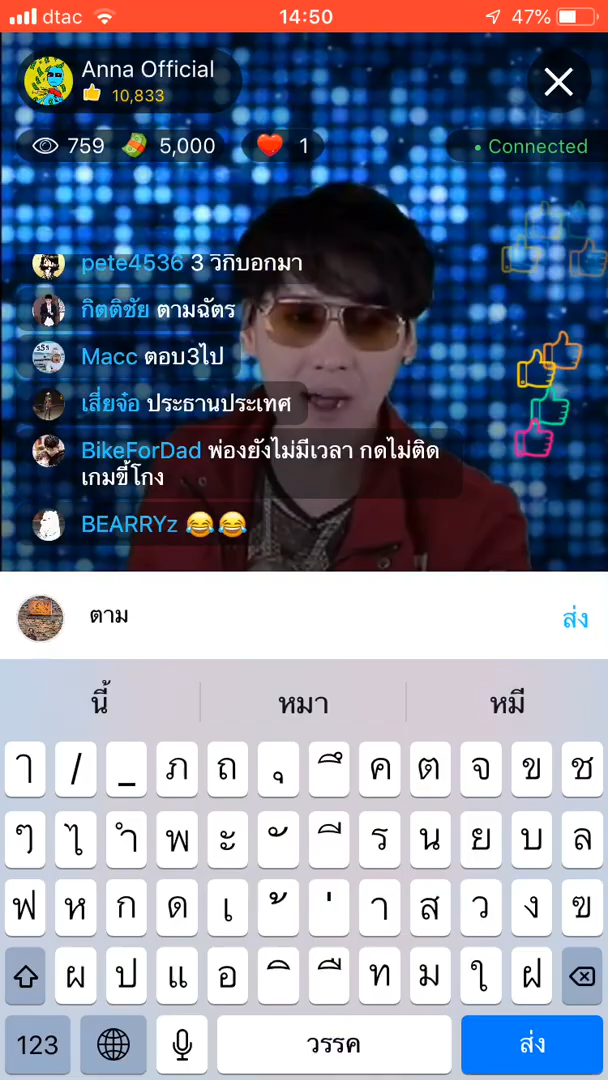 dtac 14:50 47%
Anna Official
10,833
759 5,000 1 • Connected
pete4536 3 วิกิบอกมา
กิตติชัย ตามฉัตร
Macc ตอบ3ไป
เสี่ยจ๋อ ประธานประเทศ
BikeForDad พ่องยังไม่มีเวลา กดไม่ติด
เกมขี้โกง
BEARRYz 😂😂
ตาม ส่ง
นี้ หมา หมี
ๅ / _ ภ ถ ุ ึ ค ต จ ข ช
ๆ ไ ำ พ ะ ั ี ร น ย บ ล
ฟ ห ก ด เ ้ ่ า ส ว ง ฃ
ผ ป แ อ ิ ื ท ม ใ ฝ
123 วรรค ส่ง